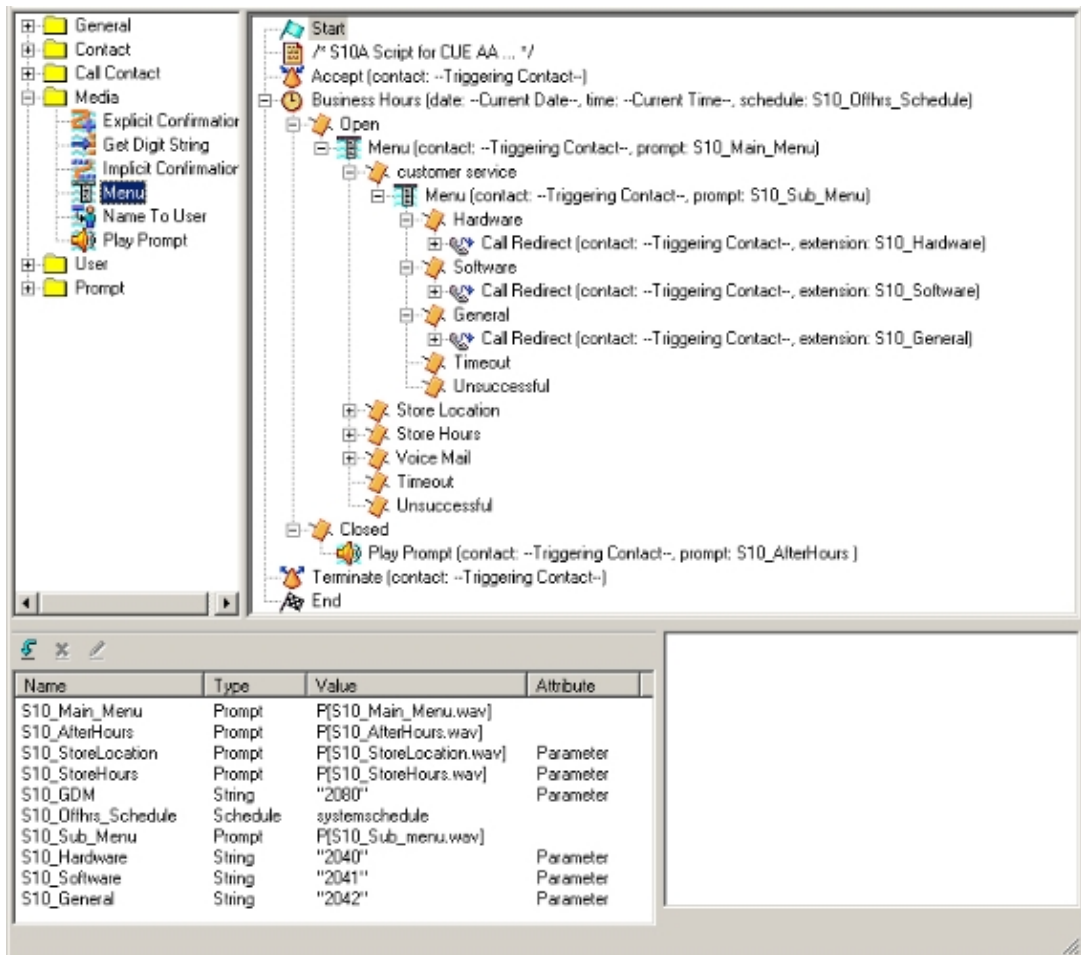 General
Contact
Call Contact
Media
Explicit Confirmation
Get Digit String
Implicit Confirmation
Menu
Name To User
Play Prompt
User
Prompt
Start
/* S10A Script for CUE AA ... */
Accept (contact: --Triggering Contact--)
Business Hours (date: --Current Date--, time: --Current Time--, schedule: S10_Offhrs_Schedule)
Open
Menu (contact: --Triggering Contact--, prompt: S10_Main_Menu)
customer service
Menu (contact: --Triggering Contact--, prompt: S10_Sub_Menu)
Hardware
Call Redirect (contact: --Triggering Contact--, extension: S10_Hardware)
Software
Call Redirect (contact: --Triggering Contact--, extension: S10_Software)
General
Call Redirect (contact: --Triggering Contact--, extension: S10_General)
Timeout
Unsuccessful
Store Location
Store Hours
Voice Mail
Timeout
Unsuccessful
Closed
Play Prompt (contact: --Triggering Contact--, prompt: S10_AfterHours )
Terminate (contact: --Triggering Contact--)
End
Name Type Value Attribute
S10_Main_Menu Prompt P[S10_Main_Menu.wav]
S10_AfterHours Prompt P[S10_AfterHours.wav]
S10_StoreLocation Prompt P[S10_StoreLocation.wav] Parameter
S10_StoreHours Prompt P[S10_StoreHours.wav] Parameter
S10_GDM String "2080" Parameter
S10_Offhrs_Schedule Schedule systemschedule
S10_Sub_Menu Prompt P[S10_Sub_menu.wav]
S10_Hardware String "2040" Parameter
S10_Software String "2041" Parameter
S10_General String "2042" Parameter